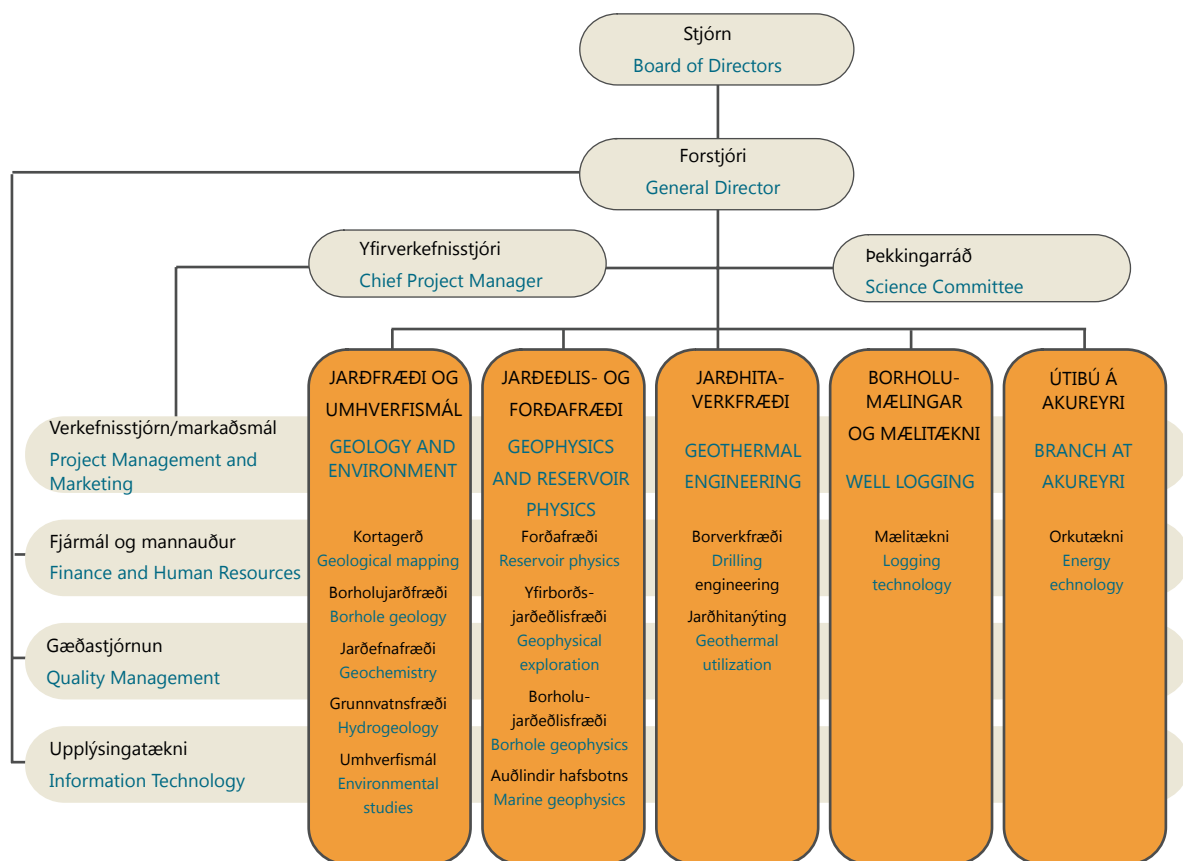 Stjórn
Board of Directors
Forstjóri
General Director
Yfirverkefnisstjóri
Chief Project Manager
Þekkingarráð
Science Committee
Verkefnisstjórn/markaðsmál
Project Management and
Marketing
Fjármál og mannauður
Finance and Human Resources
Gæðastjórnun
Quality Management
Upplýsingatækni
Information Technology
JARÐFRÆÐI OG
UMHVERFISMÁL
GEOLOGY AND
ENVIRONMENT
Kortagerð
Geological mapping
Borholujarðfræði
Borehole geology
Jarðefnafræði
Geochemistry
Grunnvatnsfræði
Hydrogeology
Umhverfismál
Environmental
studies
JARÐEÐLIS- OG
FORÐAFRÆÐI
GEOPHYSICS
AND RESERVOIR
PHYSICS
Forðafræði
Reservoir physics
Yfirborðs-
jarðeðlisfræði
Geophysical
exploration
Borholu-
jarðeðlisfræði
Borehole geophysics
Auðlindir hafsbotns
Marine geophysics
JARÐHITA-
VERKFRÆÐI
GEOTHERMAL
ENGINEERING
Borverkfræði
Drilling
engineering
Jarðhitanýting
Geothermal
utilization
BORHOLU-
MÆLINGAR
OG MÆLITÆKNI
WELL LOGGING
Mælitækni
Logging
technology
ÚTIBÚ Á
AKUREYRI
BRANCH AT
AKUREYRI
Orkutækni
Energy
echnology